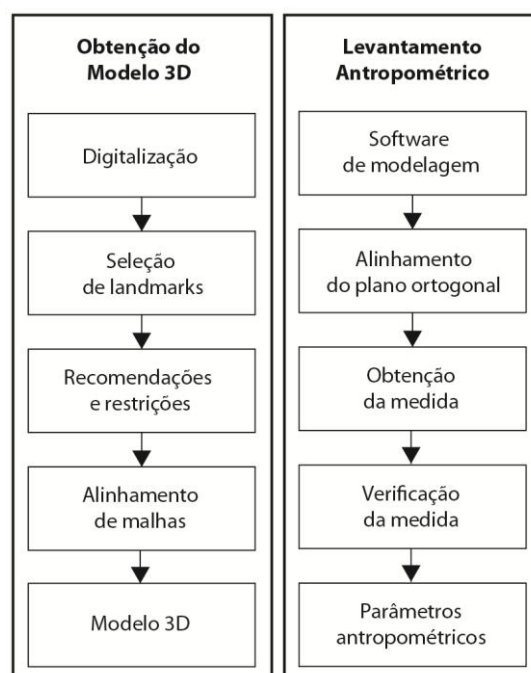 Obtenção do
Modelo 3D
Digitalização
Seleção
de landmarks
Recomendações
e restrições
Alinhamento
de malhas
Modelo 3D
Levantamento
Antropométrico
Software
de modelagem
Alinhamento
do plano ortogonal
Obtenção
da medida
Verificação
da medida
Parâmetros
antropométricos